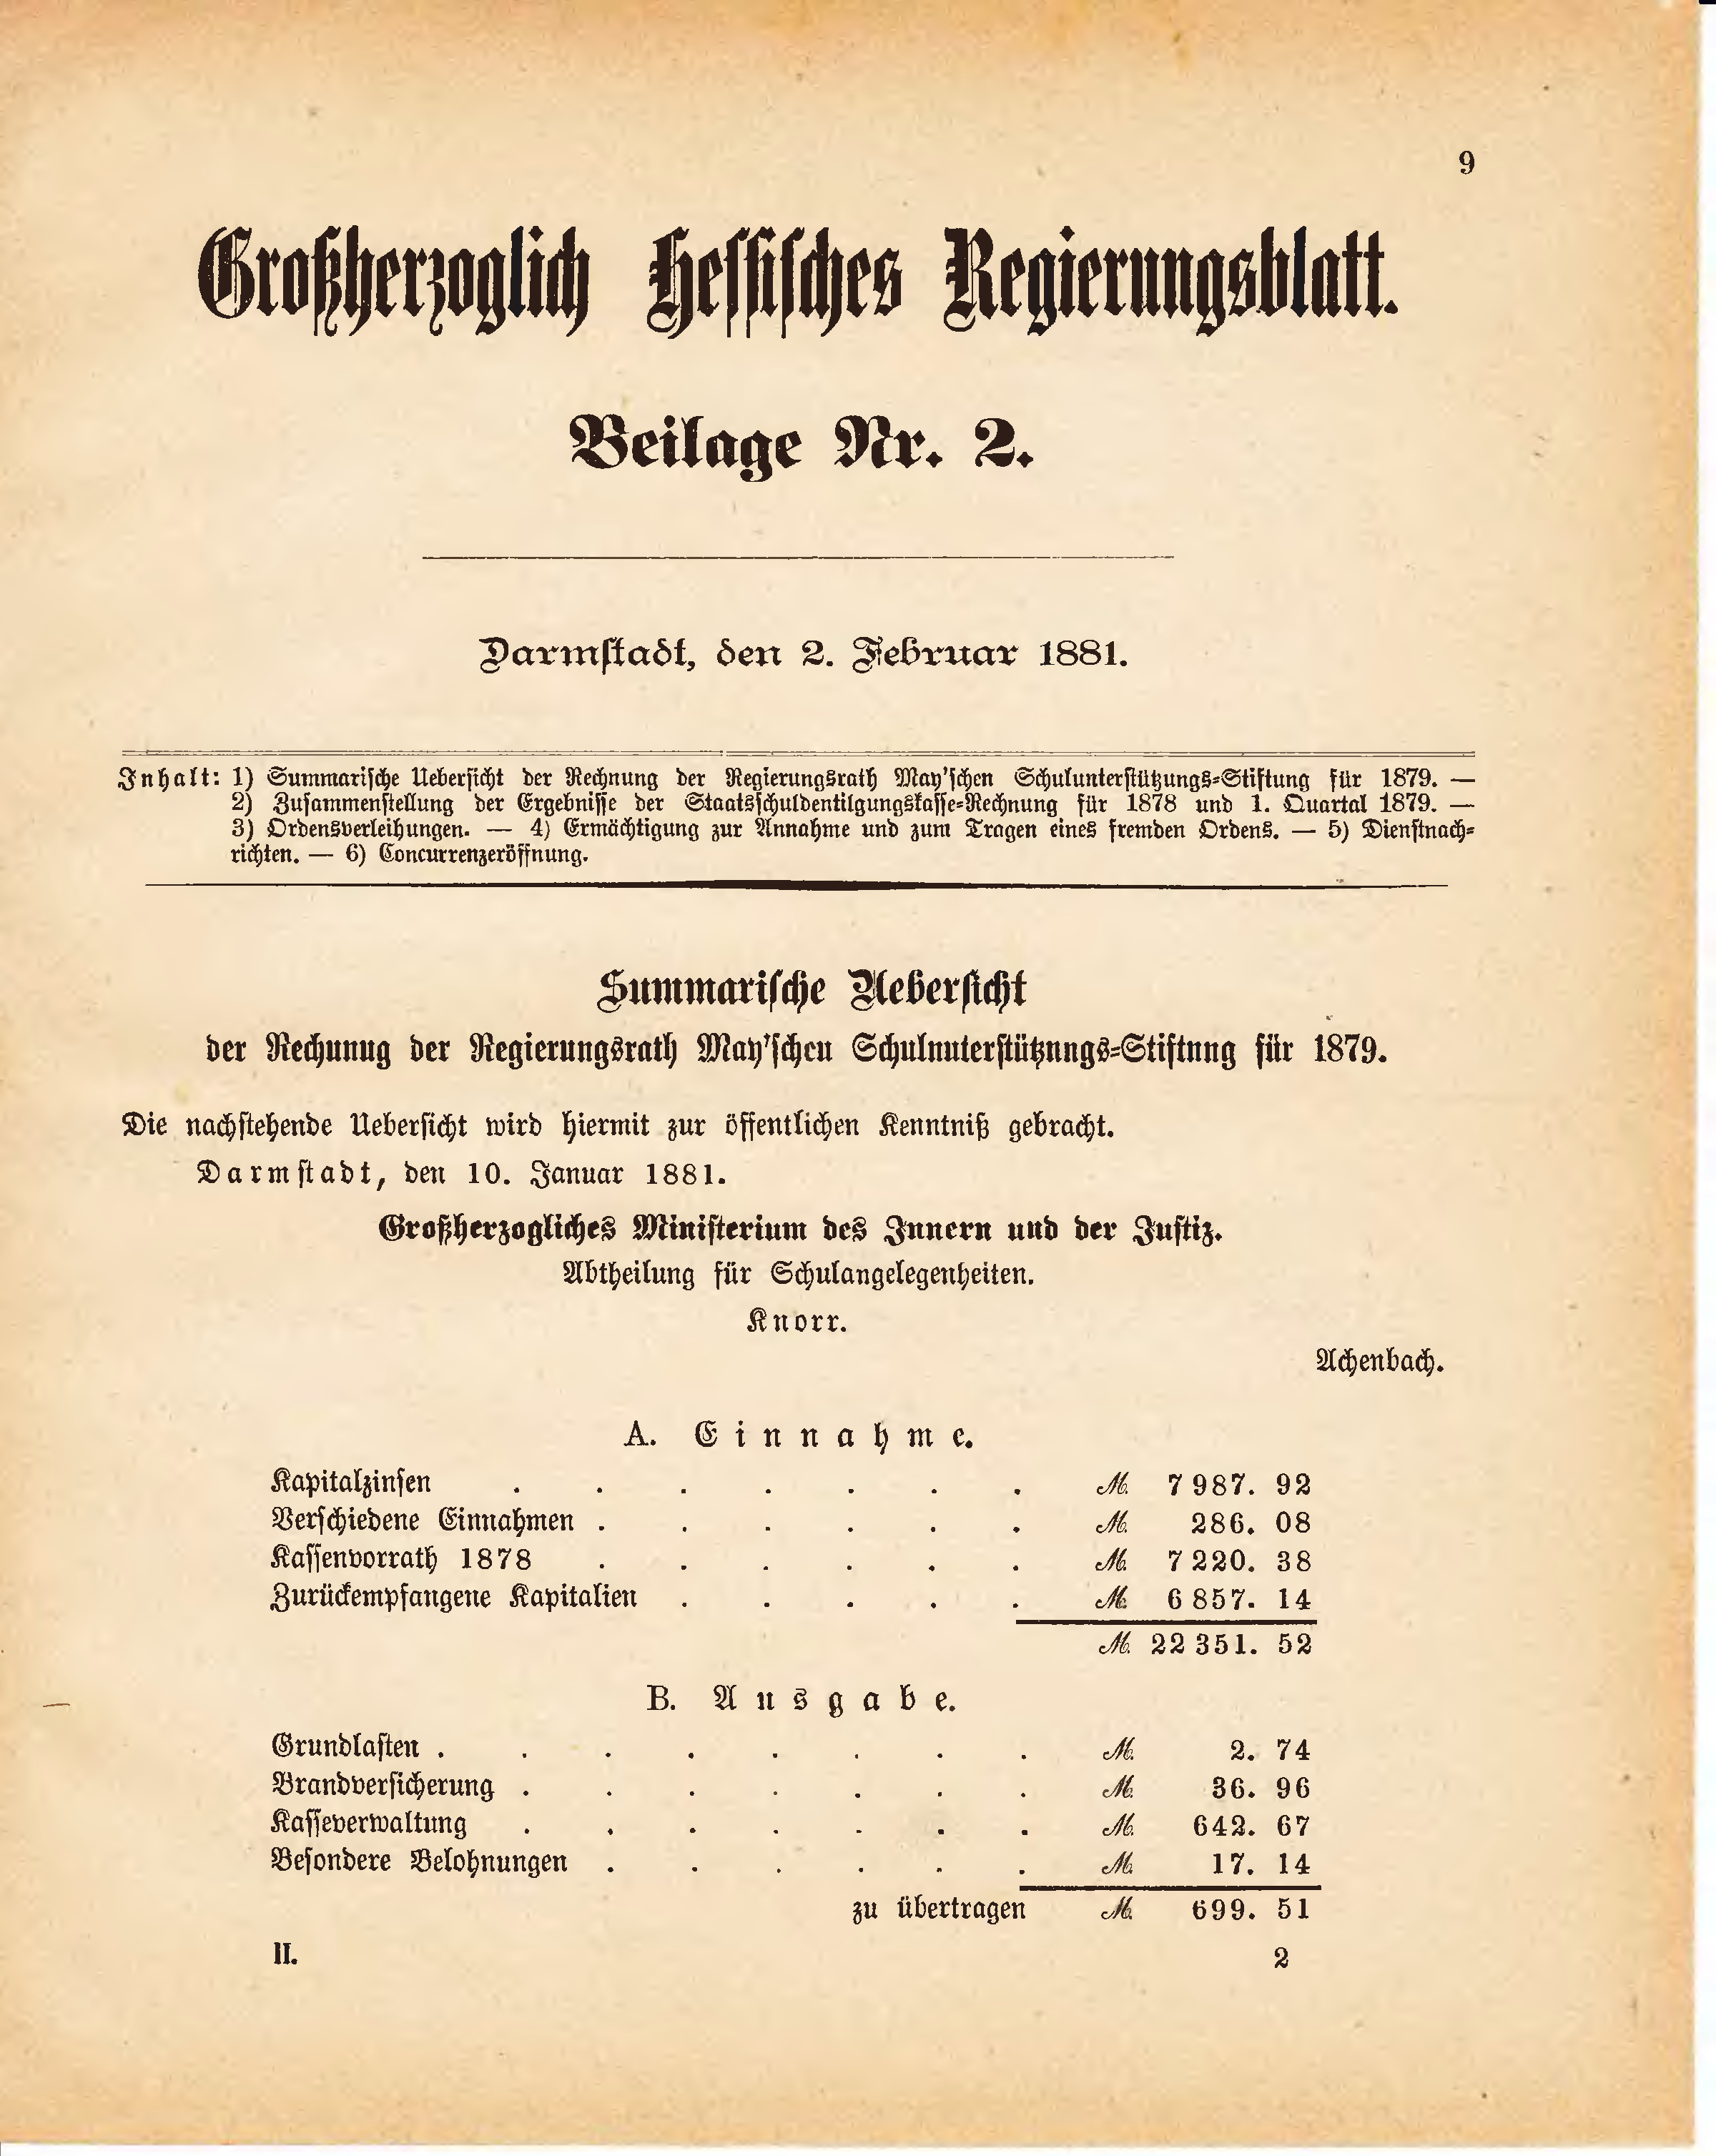 9
Großherzoglich Hessisches Regierungsblatt.
Beilage Nr. 2.
Darmstadt, den 2. Februar 1881.
Inhalt: 1) Summarische Uebersicht der Rechnung der Regierungsrath May'schen Schulunterstützungs-Stiftung für 1879. —
2) Zusammenstellung der Ergebnisse der Staatsschuldentilgungskasse-Rechnung für 1878 und 1. Quartal 1879. —
3) Ordensverleihungen. — 4) Ermächtigung zur Annahme und zum Tragen eines fremden Ordens. — 5) Dienstnach-
richten. — 6) Concurrenzeröffnung.
Summarische Uebersicht
der Rechnung der Regierungsrath May'schen Schulunterstützungs-Stiftung für 1879.
Die nachstehende Uebersicht wird hiermit zur öffentlichen Kenntniß gebracht.
Darmstadt, den 10. Januar 1881.
Großherzogliches Ministerium des Innern und der Justiz.
Abtheilung für Schulangelegenheiten.
Knorr.
Achenbach.
A. Einnahme.
Kapitalzinsen . . . . . . . M. 7 987. 92
Verschiedene Einnahmen . . . . . . M. 286. 08
Kassenvorrath 1878 . . . . . . M. 7 220. 38
Zurückempfangene Kapitalien . . . . . M. 6 857. 14
M. 22 351. 52
B. Ausgabe.
Grundlasten . . . . . . . . M. 2. 74
Brandversicherung . . . . . . . M. 36. 96
Kasseverwaltung . . . . . . . M. 642. 67
Besondere Belohnungen . . . . . . M. 17. 14
zu übertragen M. 699. 51
II. 2